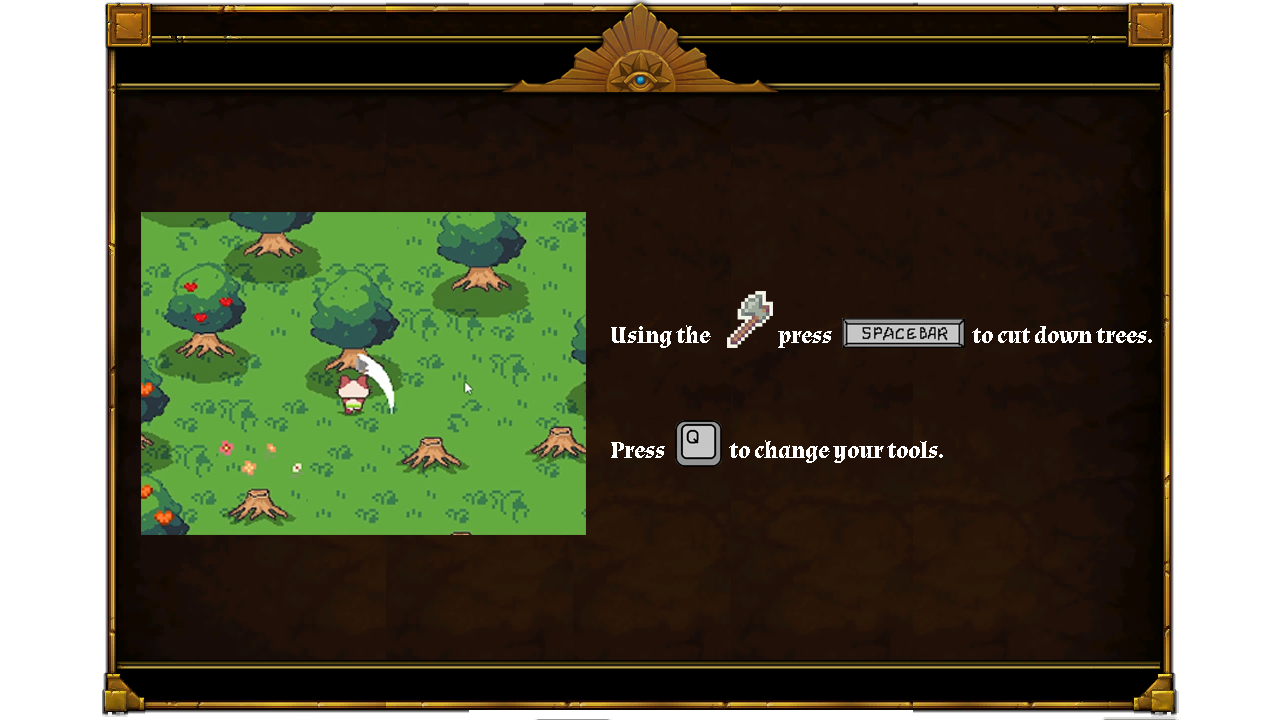 Using the press SPACEBAR to cut down trees.
Press Q to change your tools.